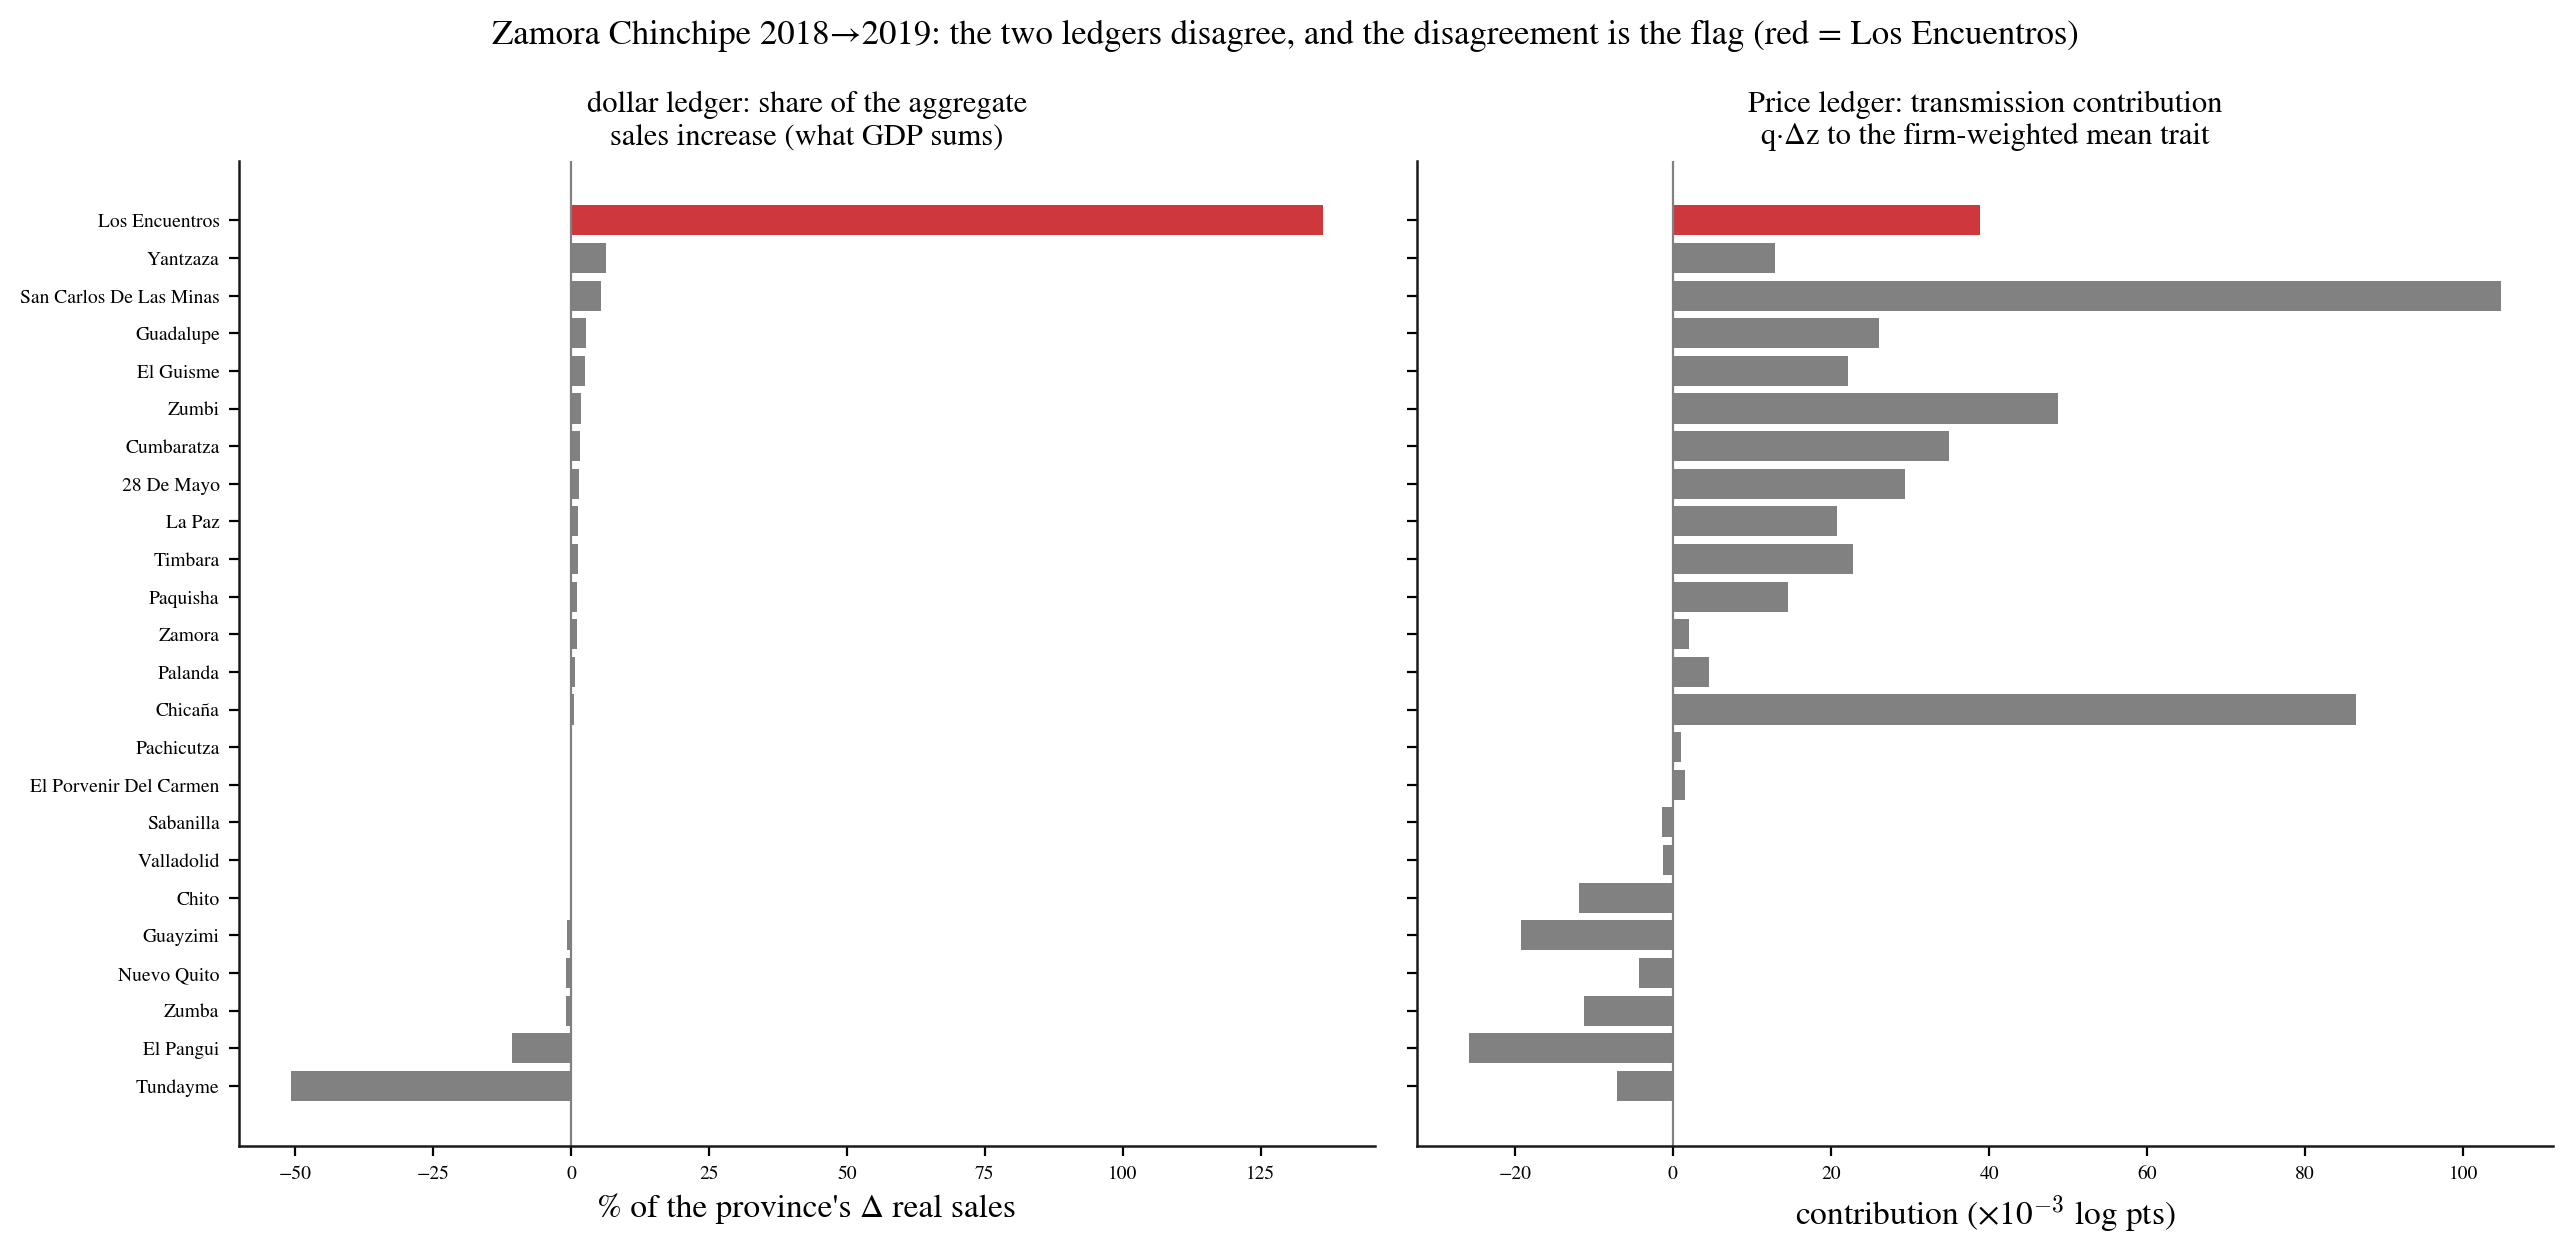 Zamora Chinchipe 2018→2019: the two ledgers disagree, and the disagreement is the flag (red = Los Encuentros)
dollar ledger: share of the aggregate
sales increase (what GDP sums)
Price ledger: transmission contribution
q·Δz to the firm-weighted mean trait
Los Encuentros
Yantzaza
San Carlos De Las Minas
Guadalupe
El Guisme
Zumbi
Cumbaratza
28 De Mayo
La Paz
Timbara
Paquisha
Zamora
Palanda
Chicaña
Pachicutza
El Porvenir Del Carmen
Sabanilla
Valladolid
Chito
Guayzimi
Nuevo Quito
Zumba
El Pangui
Tundayme
−50 −25 0 25 50 75 100 125
% of the province's Δ real sales
−20 0 20 40 60 80 100
contribution (×10⁻³ log pts)